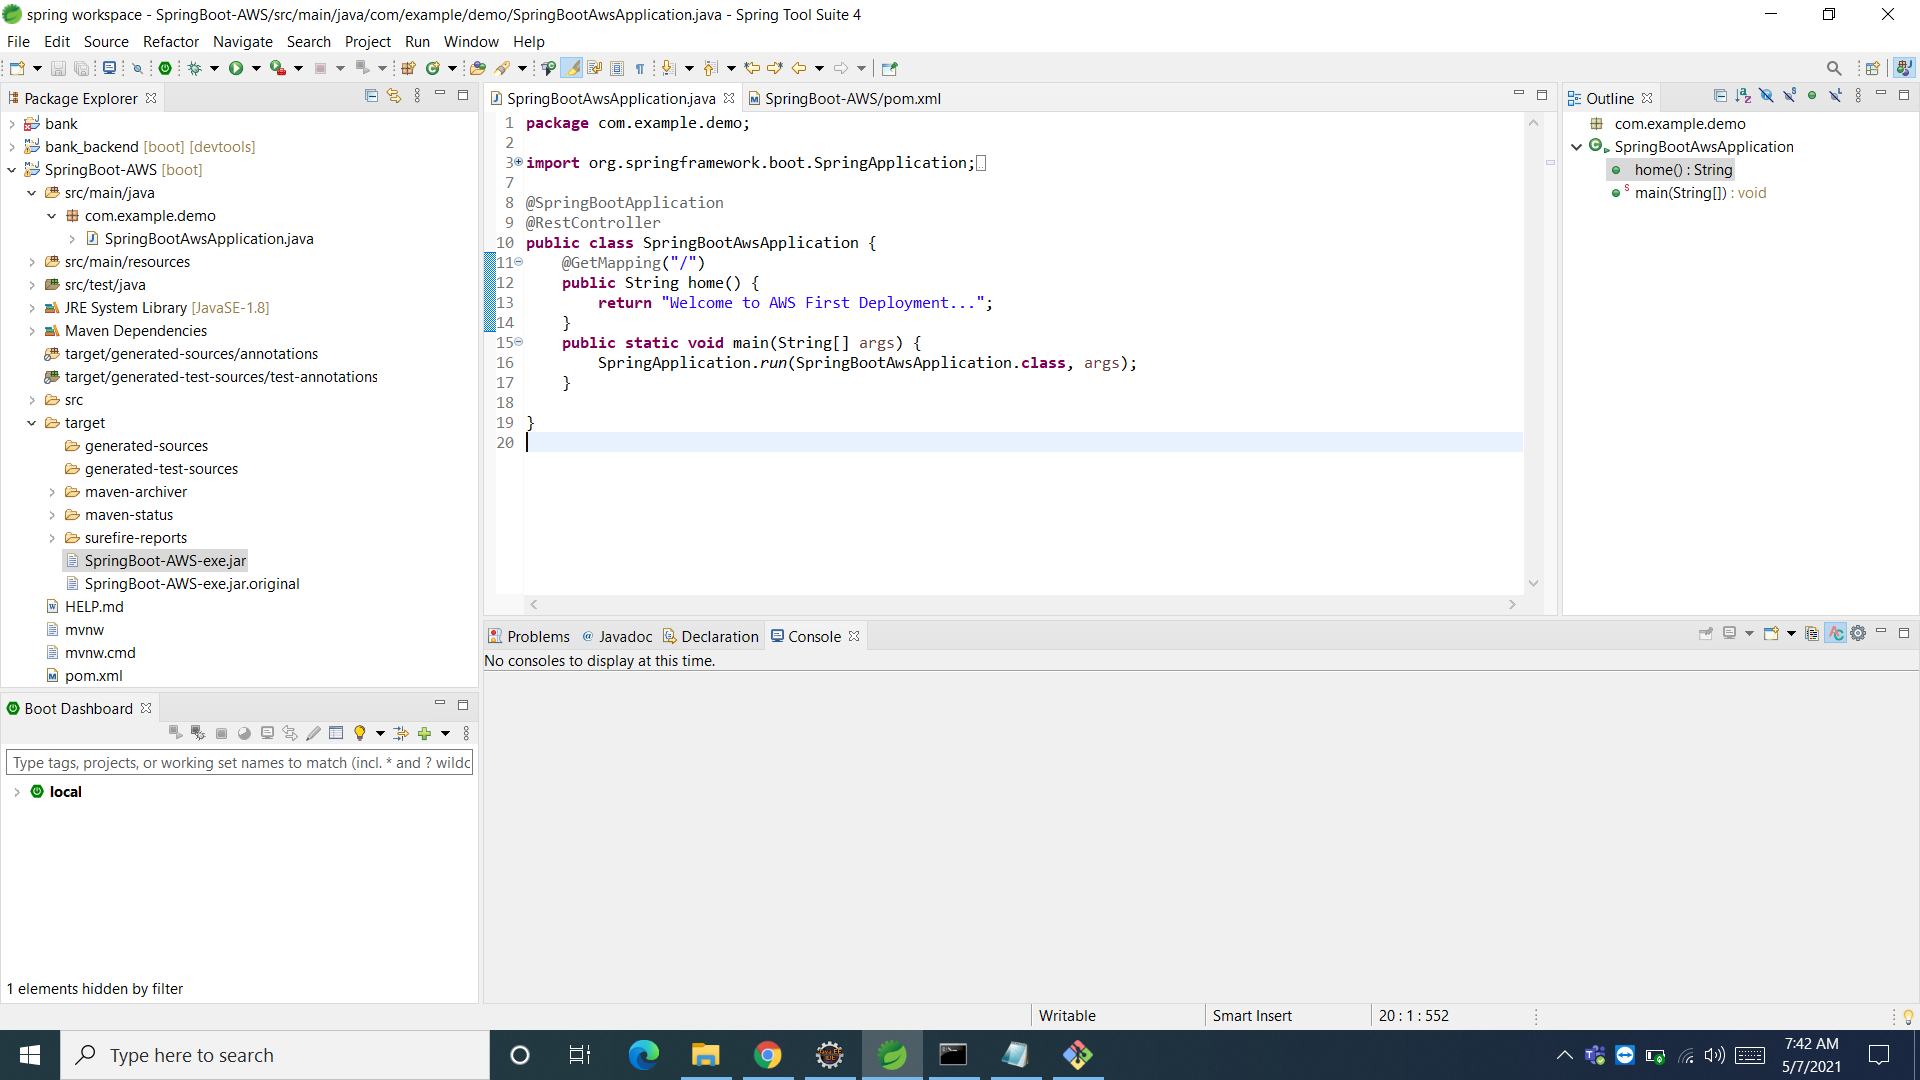 spring workspace - SpringBoot-AWS/src/main/java/com/example/demo/SpringBootAwsApplication.java - Spring Tool Suite 4
File Edit Source Refactor Navigate Search Project Run Window Help
Package Explorer
bank
bank_backend [boot] [devtools]
SpringBoot-AWS [boot]
src/main/java
com.example.demo
SpringBootAwsApplication.java
src/main/resources
src/test/java
JRE System Library [JavaSE-1.8]
Maven Dependencies
target/generated-sources/annotations
target/generated-test-sources/test-annotations
src
target
generated-sources
generated-test-sources
maven-archiver
maven-status
surefire-reports
SpringBoot-AWS-exe.jar
SpringBoot-AWS-exe.jar.original
HELP.md
mvnw
mvnw.cmd
pom.xml
Boot Dashboard
Type tags, projects, or working set names to match (incl. * and ? wildc
local
1 elements hidden by filter
SpringBootAwsApplication.java SpringBoot-AWS/pom.xml
1 package com.example.demo;
2
3 import org.springframework.boot.SpringApplication;
7
8 @SpringBootApplication
9 @RestController
10 public class SpringBootAwsApplication {
11 @GetMapping("/")
12 public String home() {
13 return "Welcome to AWS First Deployment...";
14 }
15 public static void main(String[] args) {
16 SpringApplication.run(SpringBootAwsApplication.class, args);
17 }
18
19 }
20
Outline
com.example.demo
SpringBootAwsApplication
home() : String
main(String[]) : void
Problems @ Javadoc Declaration Console
No consoles to display at this time.
Writable Smart Insert 20 : 1 : 552
Type here to search
7:42 AM
5/7/2021